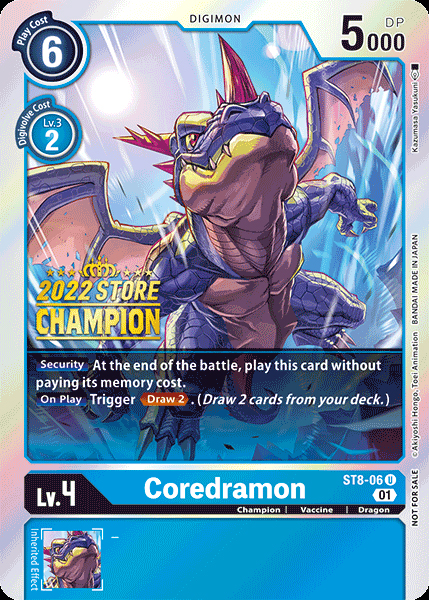 DIGIMON
Play Cost
6
5000
DP
Digivolve Cost
Lv.3
2
Kazumasa Yasukuni
2022 STORE
CHAMPION
Security At the end of the battle, play this card without
paying its memory cost.
On Play Trigger Draw 2. (Draw 2 cards from your deck.)
©Akiyoshi Hongo, Toei Animation BANDAI MADE IN JAPAN
NOT FOR SALE
Lv.4
Coredramon
ST8-06 U
01
Champion | Vaccine | Dragon
Inherited Effect
–